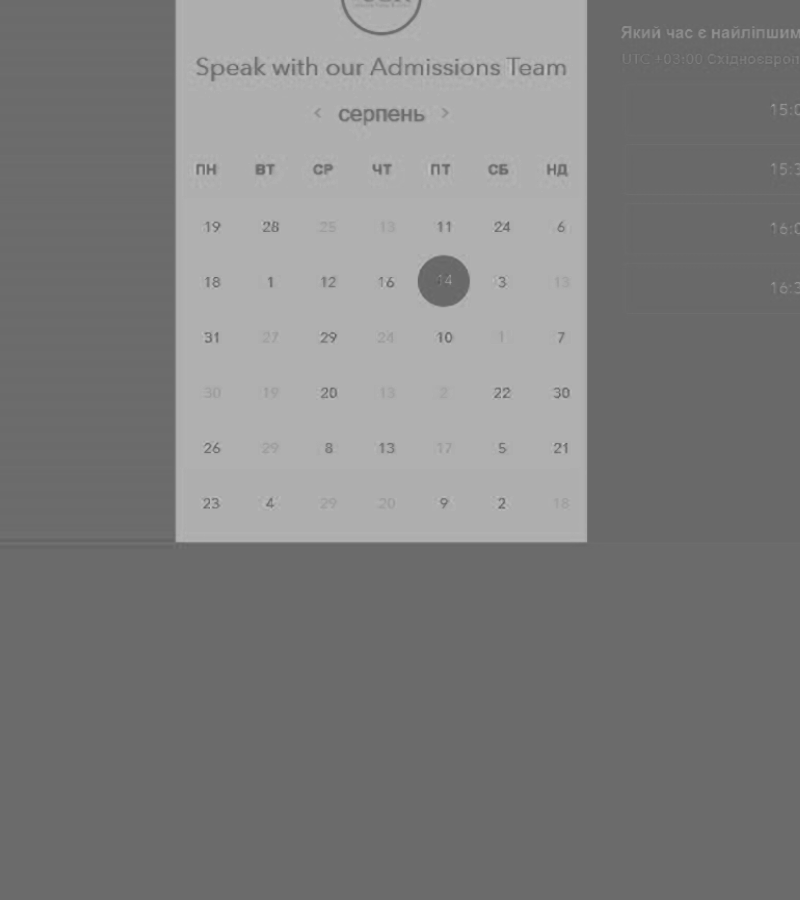 Speak with our Admissions Team
< серпень >
ПН ВТ СР ЧТ ПТ СБ НД
19 28 25 13 11 24 6
18 1 12 16 14 3 13
31 27 29 24 10 1 7
30 19 20 13 2 22 30
26 29 8 13 17 5 21
23 4 29 20 9 2 18
Який час є найліпшим
UTC +03:00 Східноєвроп
15:0
15:3
16:0
16:3